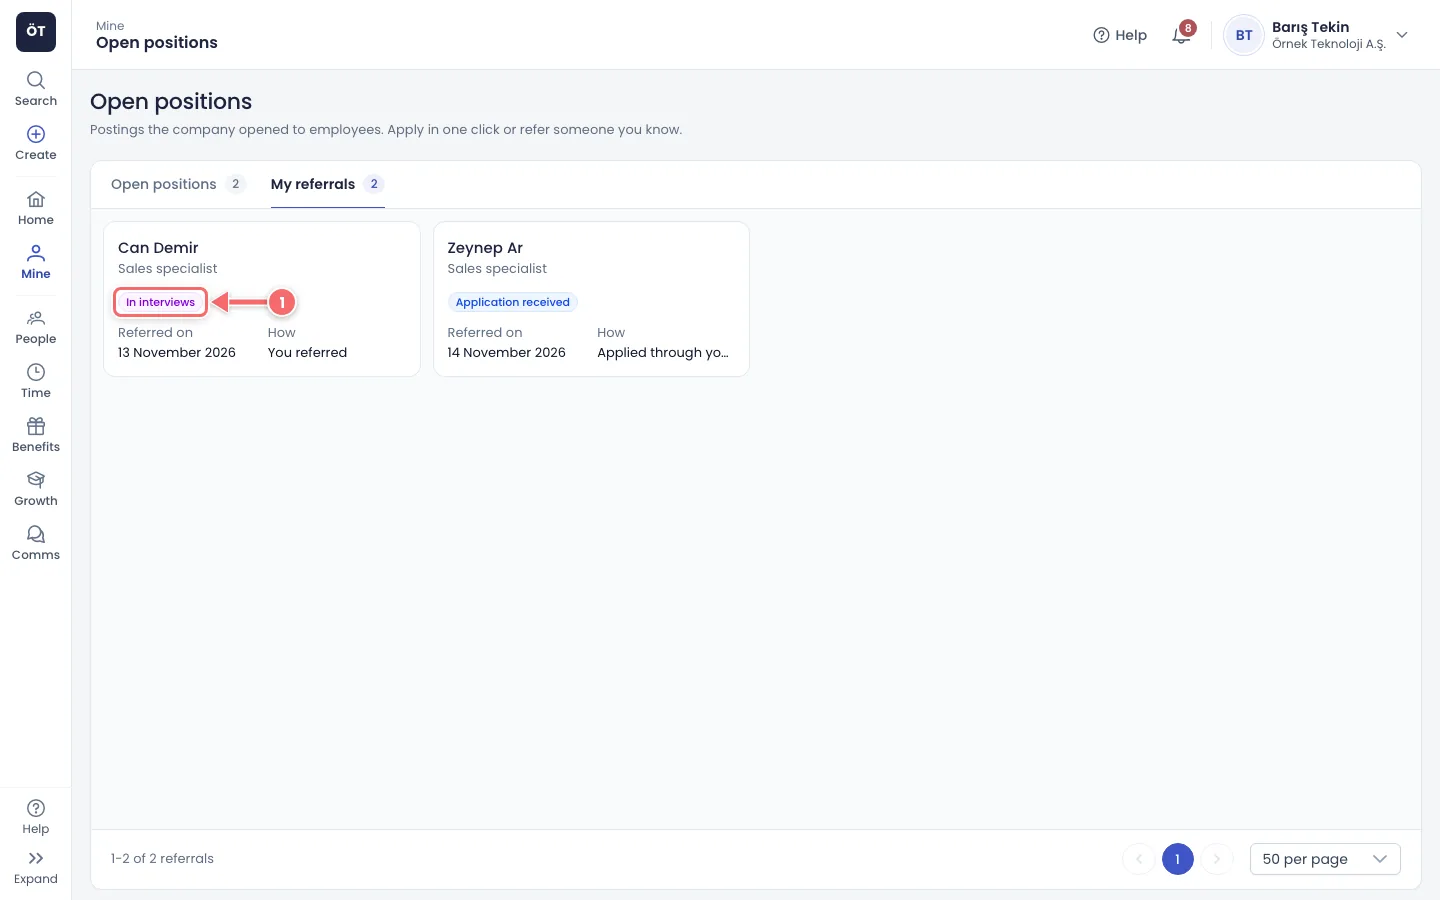 ÖT
Search
Create
Home
Mine
People
Time
Benefits
Growth
Comms
Help
Expand
Mine
Open positions
Help
8
BT
Barış Tekin
Örnek Teknoloji A.Ş.
Open positions
Postings the company opened to employees. Apply in one click or refer someone you know.
Open positions 2
My referrals 2
Can Demir
Sales specialist
In interviews
1
Referred on
13 November 2026
How
You referred
Zeynep Ar
Sales specialist
Application received
Referred on
14 November 2026
How
Applied through yo...
1-2 of 2 referrals
1
50 per page